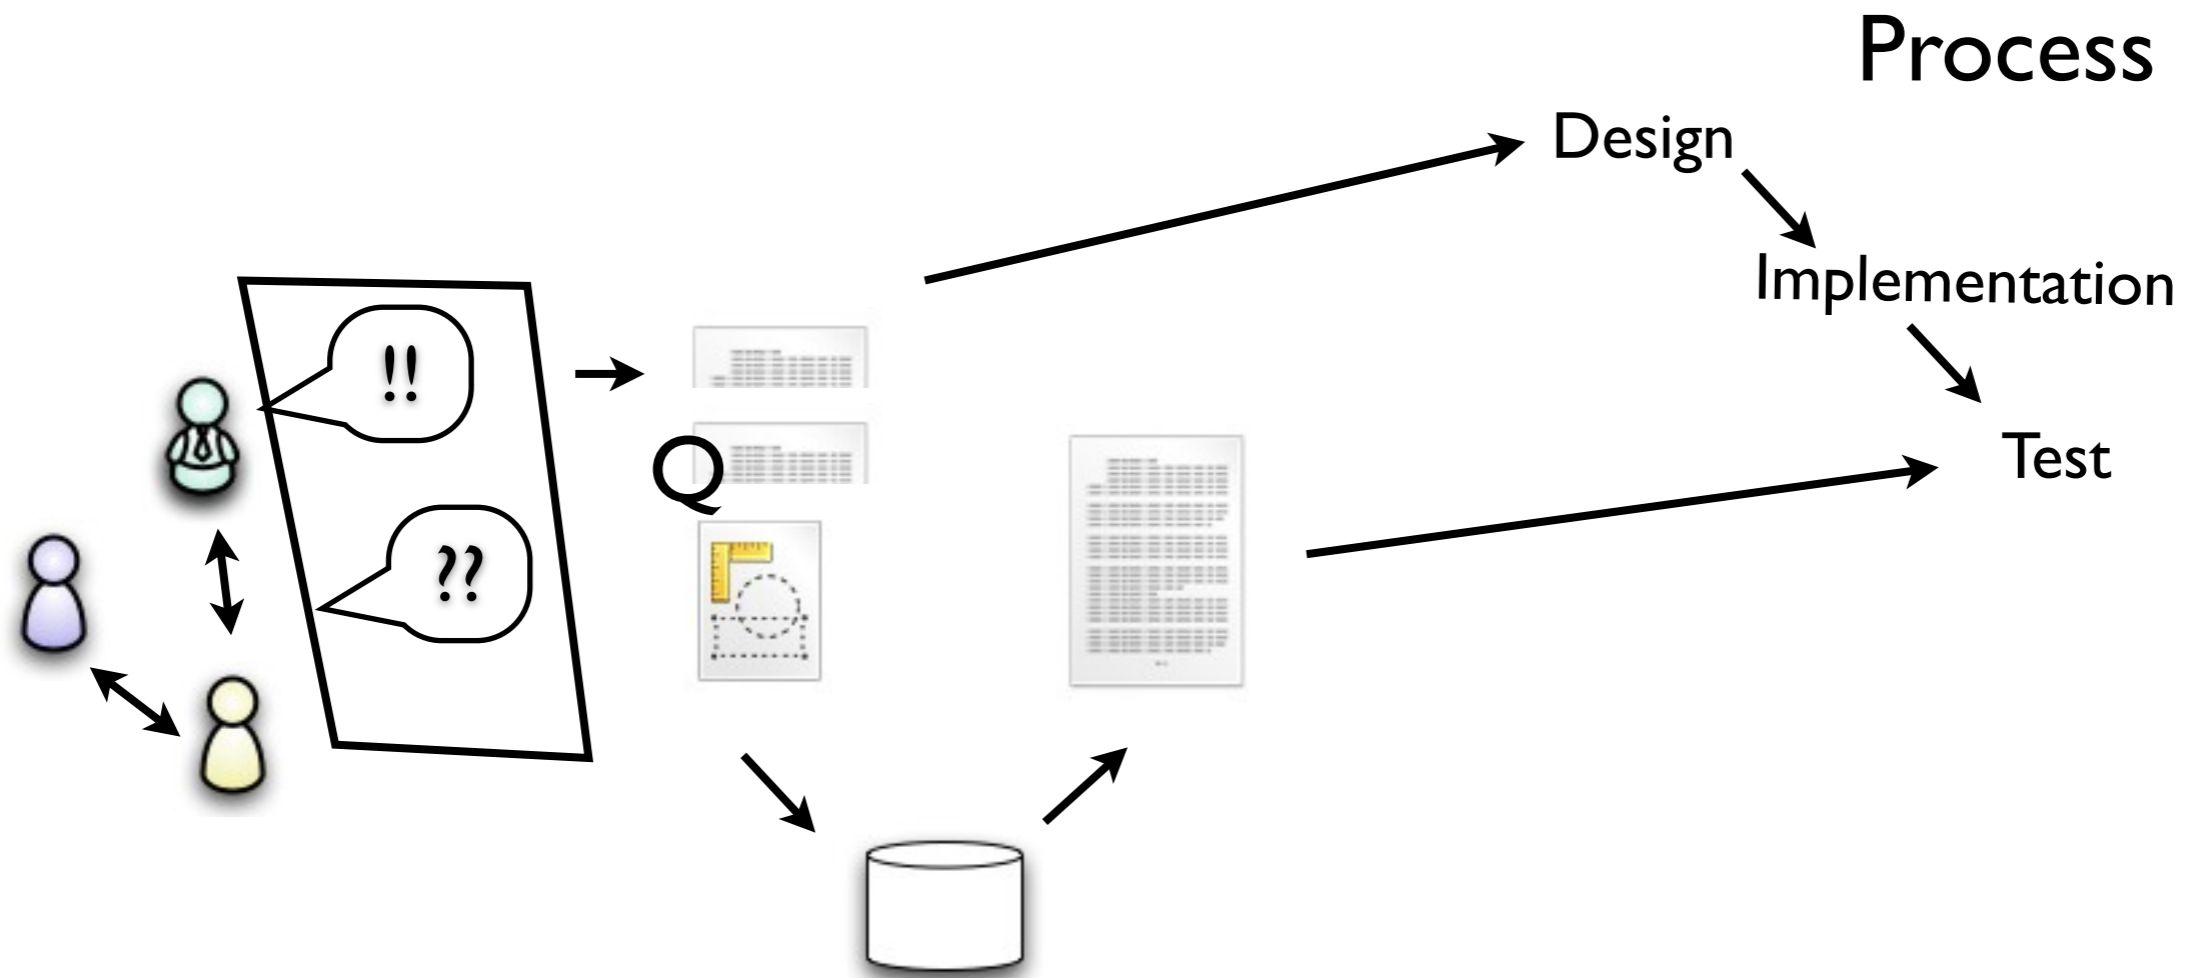 Process
Design
Implementation
!!
Q
Test
??